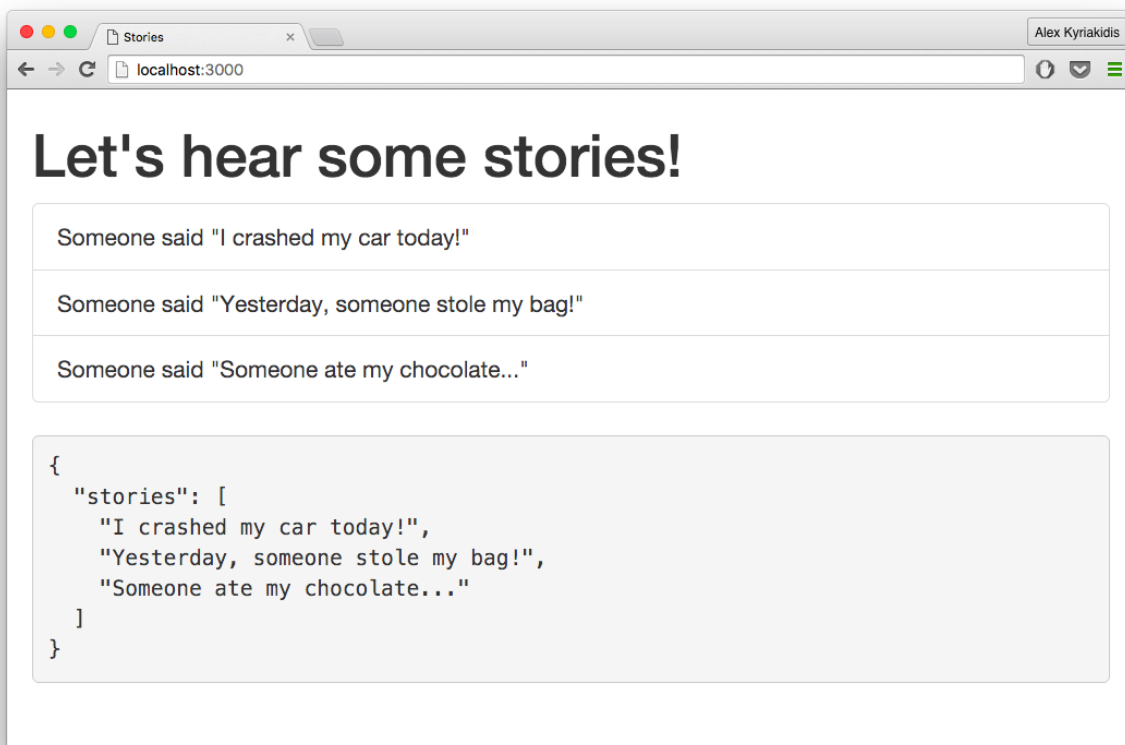 Stories
Alex Kyriakidis
localhost:3000
Let's hear some stories!
Someone said "I crashed my car today!"
Someone said "Yesterday, someone stole my bag!"
Someone said "Someone ate my chocolate..."
{
  "stories": [
    "I crashed my car today!",
    "Yesterday, someone stole my bag!",
    "Someone ate my chocolate..."
  ]
}